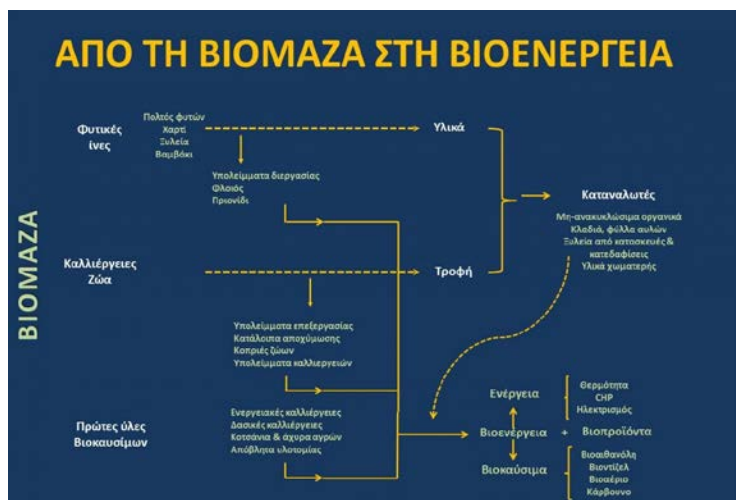 ΑΠΟ ΤΗ ΒΙΟΜΑΖΑ ΣΤΗ ΒΙΟΕΝΕΡΓΕΙΑ
ΒΙΟΜΑΖΑ
Φυτικές
ίνες
Πολτός φυτών
Χαρτί
Ξυλεία
Βαμβάκι
Υλικά
Υπολείμματα διεργασίας
Φλοιός
Πριονίδι
Καταναλωτές
Μη-ανακυκλώσιμα οργανικά
Κλαδιά, φύλλα αυλών
Ξυλεία από κατασκευές &
κατεδαφίσεις
Υλικά χωματερής
Καλλιέργειες
Ζώα
Τροφή
Υπολείμματα επεξεργασίας
Κατάλοιπα αποχύμωσης
Κοπριές ζώων
Υπολείμματα καλλιεργειών
Πρώτες ύλες
Βιοκαυσίμων
Ενεργειακές καλλιέργειες
Δασικές καλλιέργειες
Κοτσάνια & άχυρα αγρών
Απόβλητα υλοτομίας
Ενέργεια
Θερμότητα
CHP
Ηλεκτρισμός
Βιοενέργεια + Βιοπροϊόντα
Βιοκαύσιμα
Βιοαιθανόλη
Βιοντίζελ
Βιοαέριο
Κάρβουνο